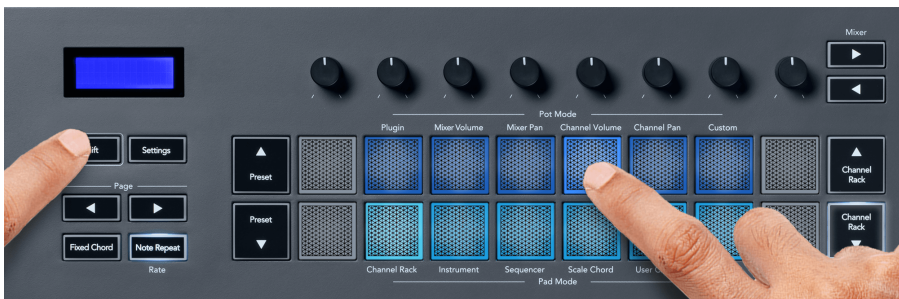 Mixer
Pot Mode
Plugin
Mixer Volume
Mixer Pan
Channel Volume
Channel Pan
Custom
Settings
Preset
Channel
Rack
Page
Preset
Channel
Rack
Fixed Chord
Note Repeat
Rate
Channel Rack
Instrument
Sequencer
Scale Chord
Pad Mode